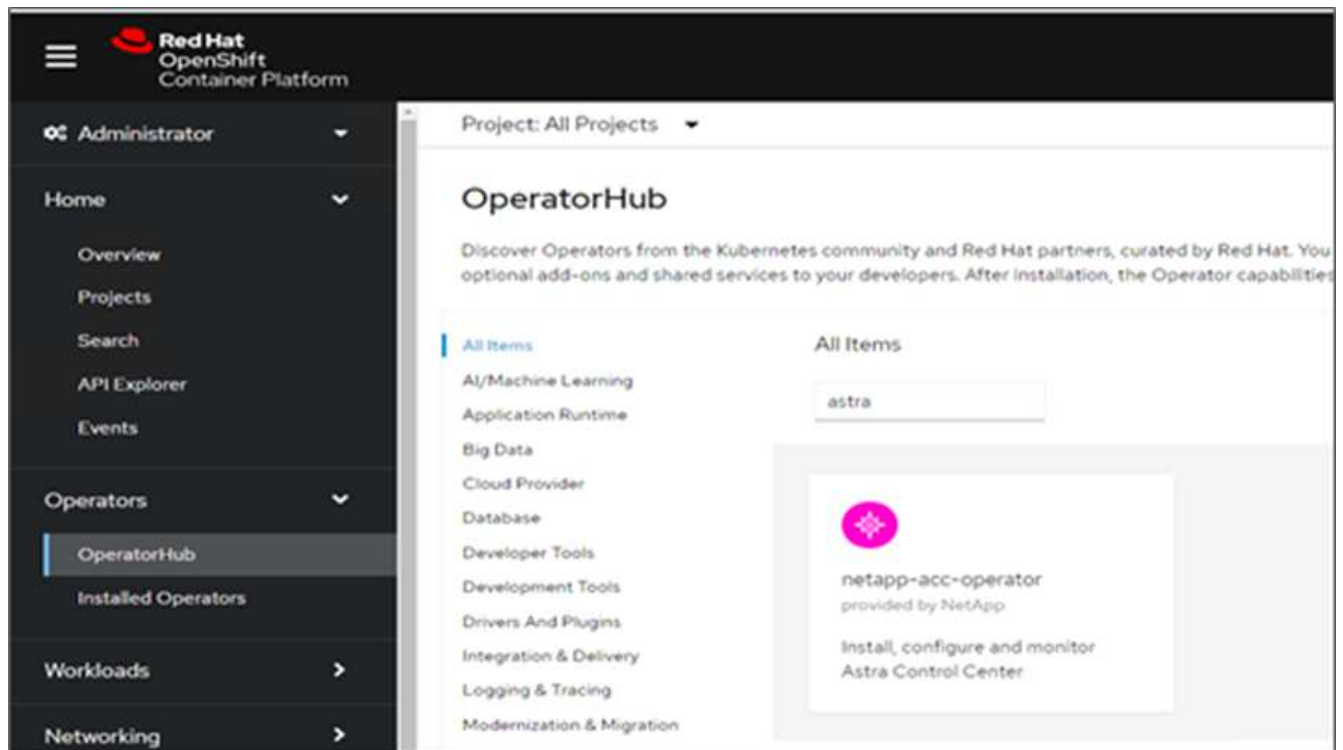 Red Hat
OpenShift
Container Platform
Administrator
Home
Overview
Projects
Search
API Explorer
Events
Operators
OperatorHub
Installed Operators
Workloads
Networking
Project: All Projects
OperatorHub
Discover Operators from the Kubernetes community and Red Hat partners, curated by Red Hat. You
optional add-ons and shared services to your developers. After installation, the Operator capabilities
All Items
AI/Machine Learning
Application Runtime
Big Data
Cloud Provider
Database
Developer Tools
Development Tools
Drivers And Plugins
Integration & Delivery
Logging & Tracing
Modernization & Migration
All Items
astra
netapp-acc-operator
provided by NetApp
Install, configure and monitor
Astra Control Center